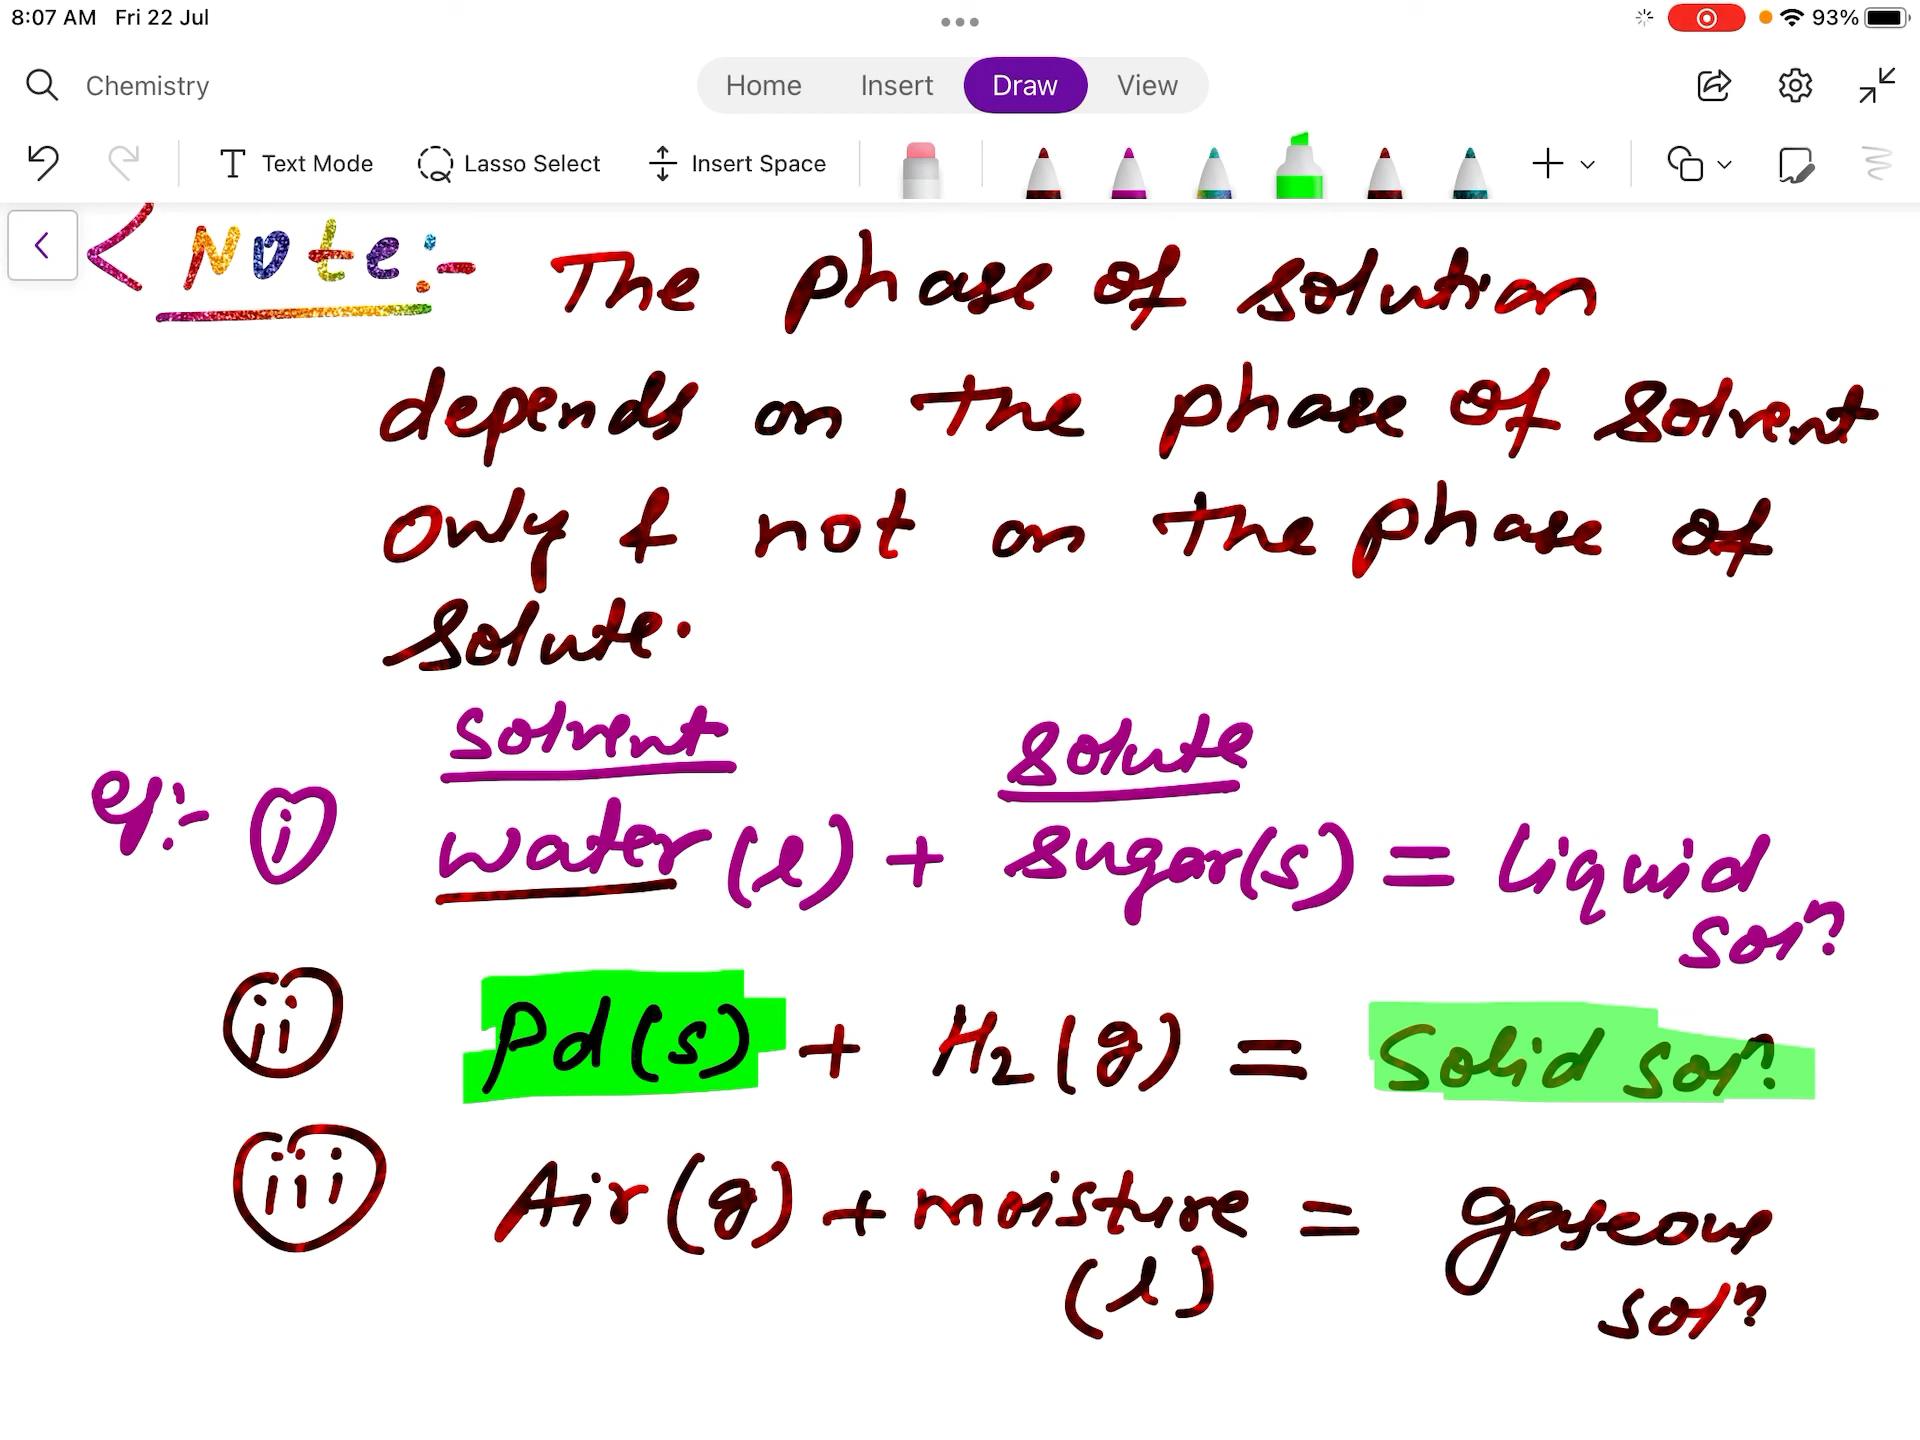 8:07 AM Fri 22 Jul
93%
Chemistry
Home Insert Draw View
Text Mode Lasso Select Insert Space
Note:- The phase of solution
depends on the phase of solvent
only & not on the phase of
solute.
solvent solute
eg:- (i) water (l) + sugar(s) = liquid
solⁿ
(ii) Pd(s) + H₂(g) = Solid solⁿ
(iii) Air(g) + moisture = gaseous
(l) solⁿ